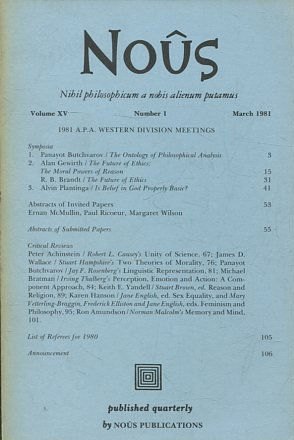 NOÛS
Nihil philosophicum a nobis alienum putamus
Volume XV Number 1 March 1981
1981 A.P.A. WESTERN DIVISION MEETINGS
Symposia
1. Panayot Butchvarov / The Ontology of Philosophical Analysis 3
2. Alan Gewirth / The Future of Ethics:
The Moral Powers of Reason 15
R. B. Brandt / The Future of Ethics 31
3. Alvin Plantinga / Is Belief in God Properly Basic? 41
Abstracts of Invited Papers 53
Ernan McMullin, Paul Ricoeur, Margaret Wilson
Abstracts of Submitted Papers 55
Critical Reviews
Peter Achinstein / Robert L. Causey's Unity of Science, 67; James D.
Wallace / Stuart Hampshire's Two Theories of Morality, 76; Panayot
Butchvarov / Jay F. Rosenberg's Linguistic Representation, 81; Michael
Bratman / Irving Thalberg's Perception, Emotion and Action: A Com-
ponent Approach, 84; Keith E. Yandell / Stuart Brown, ed. Reason and
Religion, 89; Karen Hanson / Jane English, ed. Sex Equality, and Mary
Vetterling-Braggin, Frederick Elliston and Jane English, eds. Feminism and
Philosophy, 95; Ron Amundson / Norman Malcolm's Memory and Mind,
101.
List of Referees for 1980 105
Announcement 106
published quarterly
by NOÛS PUBLICATIONS